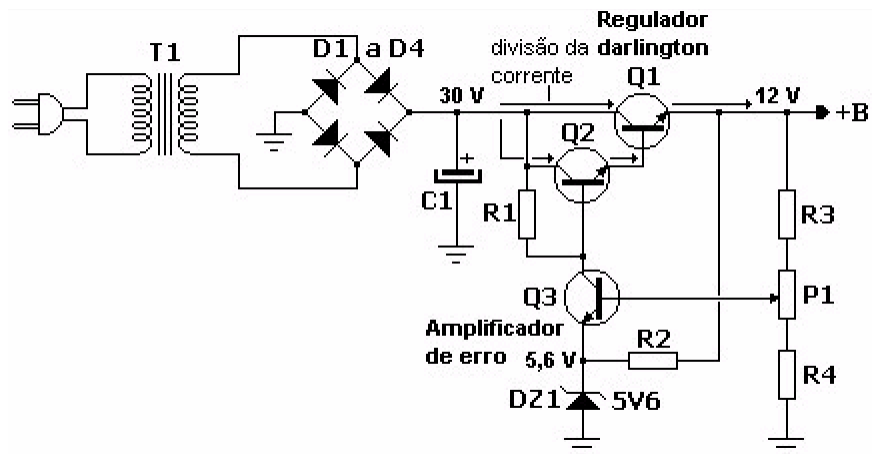 Regulador
divisão da darlington
corrente
T1
D1 a D4
Q1
30 V
12 V
+B
Q2
+
C1
R1
R3
Q3
P1
Amplificador
de erro
5,6 V
R2
R4
DZ1
5V6